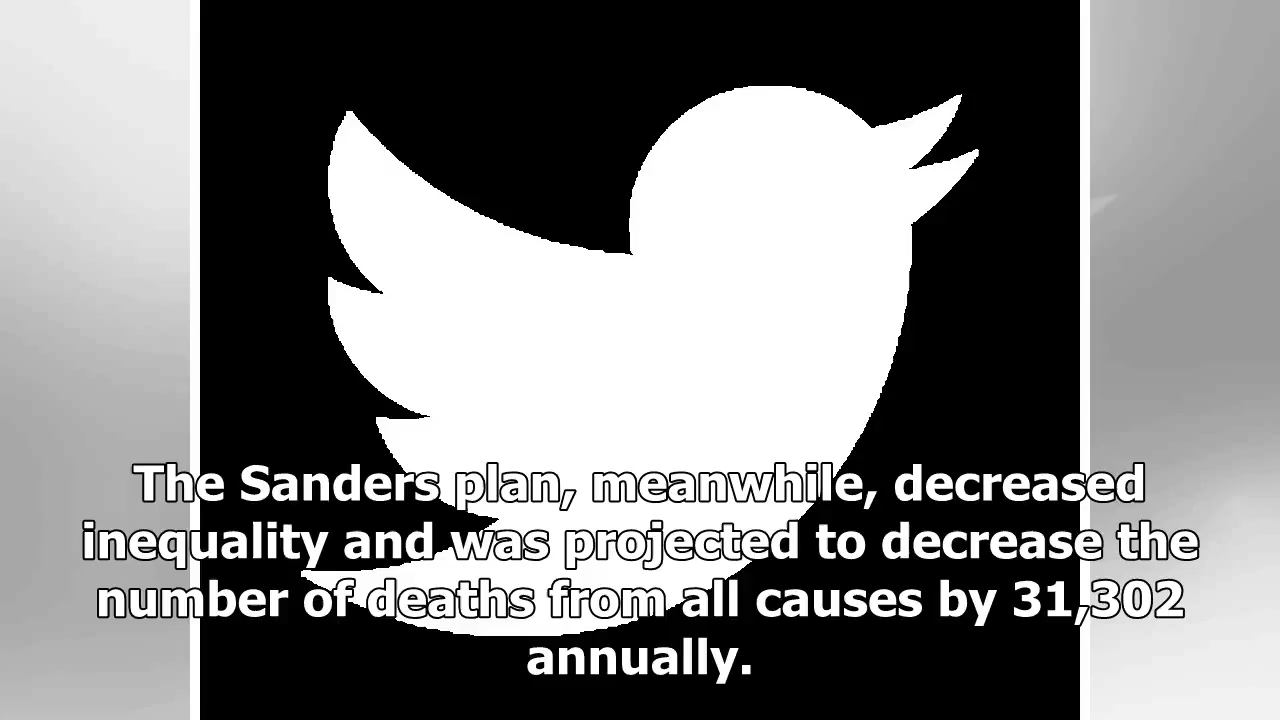 The Sanders plan, meanwhile, decreased
inequality and was projected to decrease the
number of deaths from all causes by 31,302
annually.